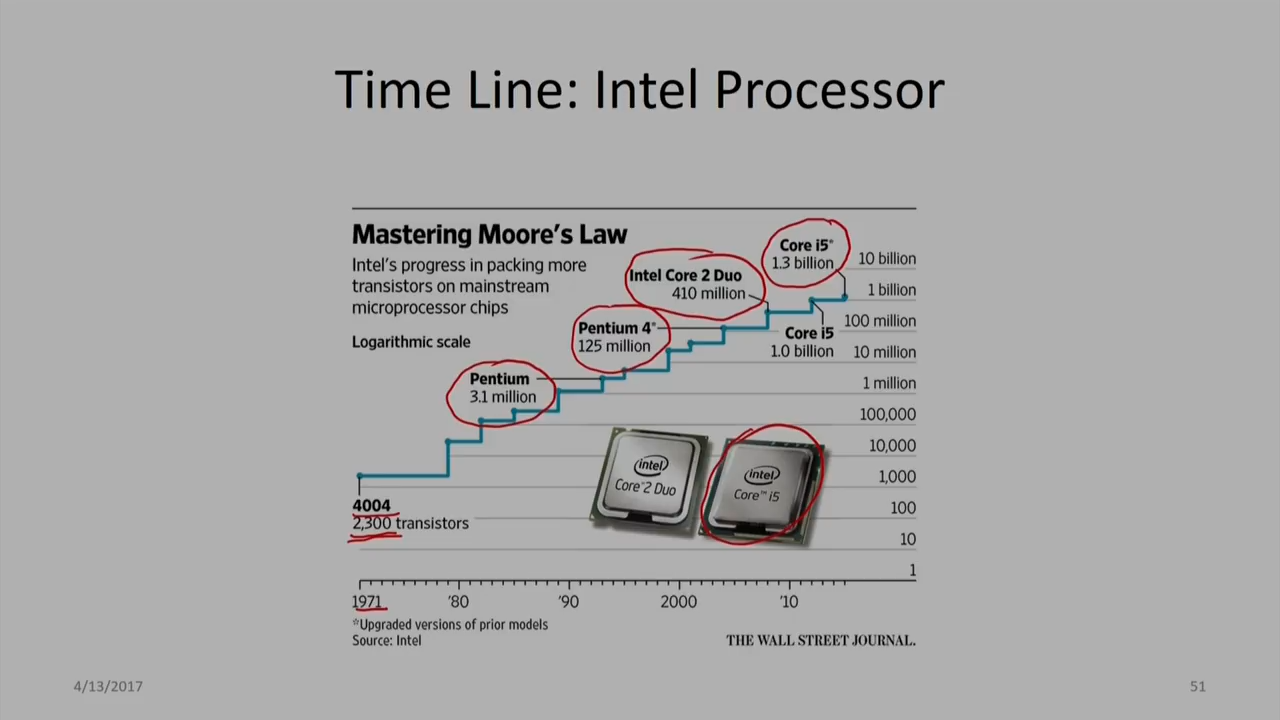 Time Line: Intel Processor
Mastering Moore's Law
Intel's progress in packing more
transistors on mainstream
microprocessor chips
Logarithmic scale
Core i5*
1.3 billion
10 billion
Intel Core 2 Duo
410 million
1 billion
Pentium 4*
125 million
100 million
Core i5
1.0 billion
10 million
Pentium
3.1 million
1 million
100,000
10,000
1,000
100
10
1
intel
Core™2 Duo
intel
Core™ i5
4004
2,300 transistors
1971
'80
'90
2000
'10
*Upgraded versions of prior models
Source: Intel
THE WALL STREET JOURNAL.
4/13/2017
51